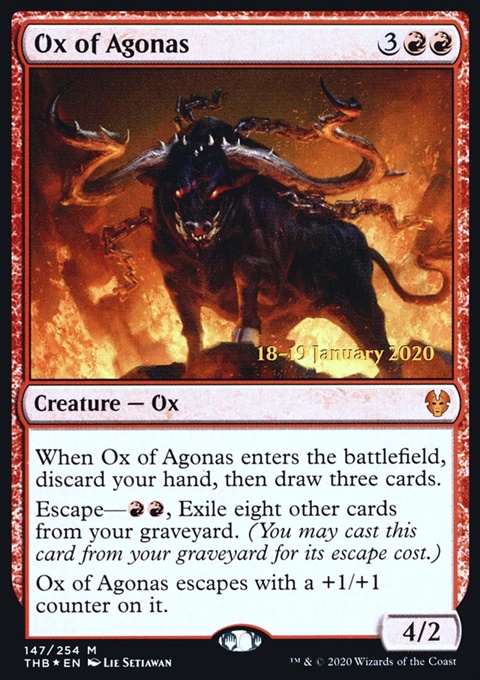 Ox of Agonas 3
18–19 January 2020
Creature — Ox
When Ox of Agonas enters the battlefield,
discard your hand, then draw three cards.
Escape—, Exile eight other cards
from your graveyard. (You may cast this
card from your graveyard for its escape cost.)
Ox of Agonas escapes with a +1/+1
counter on it.
4/2
147/254 M
THB★EN Lie Setiawan
™ & © 2020 Wizards of the Coast